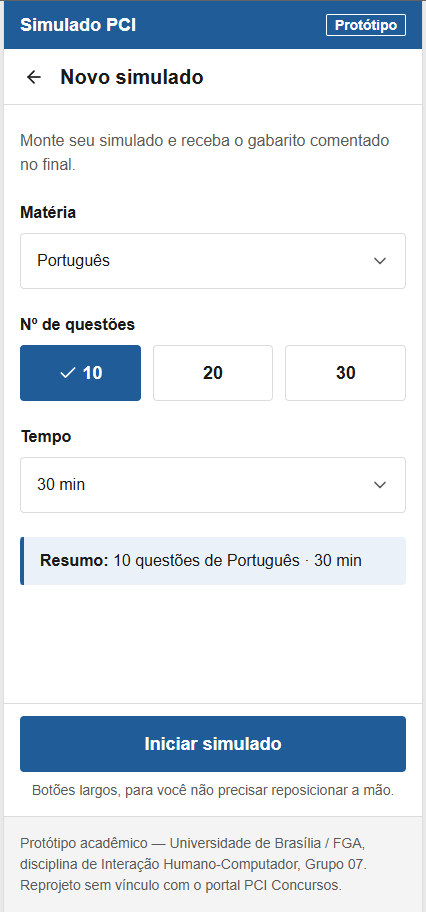 Simulado PCI
Protótipo
Novo simulado
Monte seu simulado e receba o gabarito comentado
no final.
Matéria
Português
Nº de questões
10
20
30
Tempo
30 min
Resumo: 10 questões de Português · 30 min
Iniciar simulado
Botões largos, para você não precisar reposicionar a mão.
Protótipo acadêmico — Universidade de Brasília / FGA,
disciplina de Interação Humano-Computador, Grupo 07.
Reprojeto sem vínculo com o portal PCI Concursos.